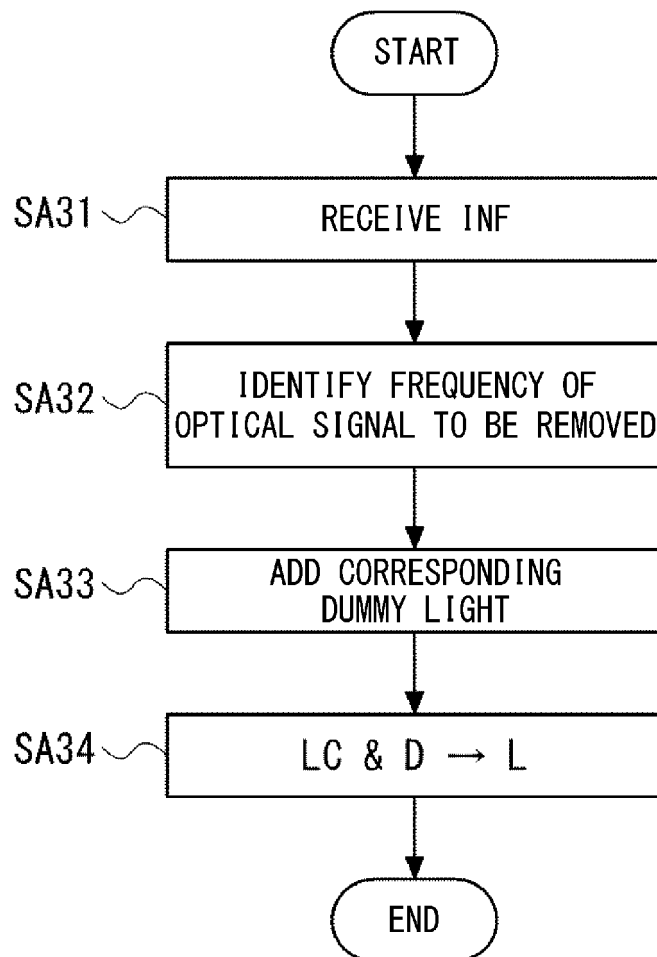 START
SA31
RECEIVE INF
SA32
IDENTIFY FREQUENCY OF
OPTICAL SIGNAL TO BE REMOVED
SA33
ADD CORRESPONDING
DUMMY LIGHT
SA34
LC & D → L
END